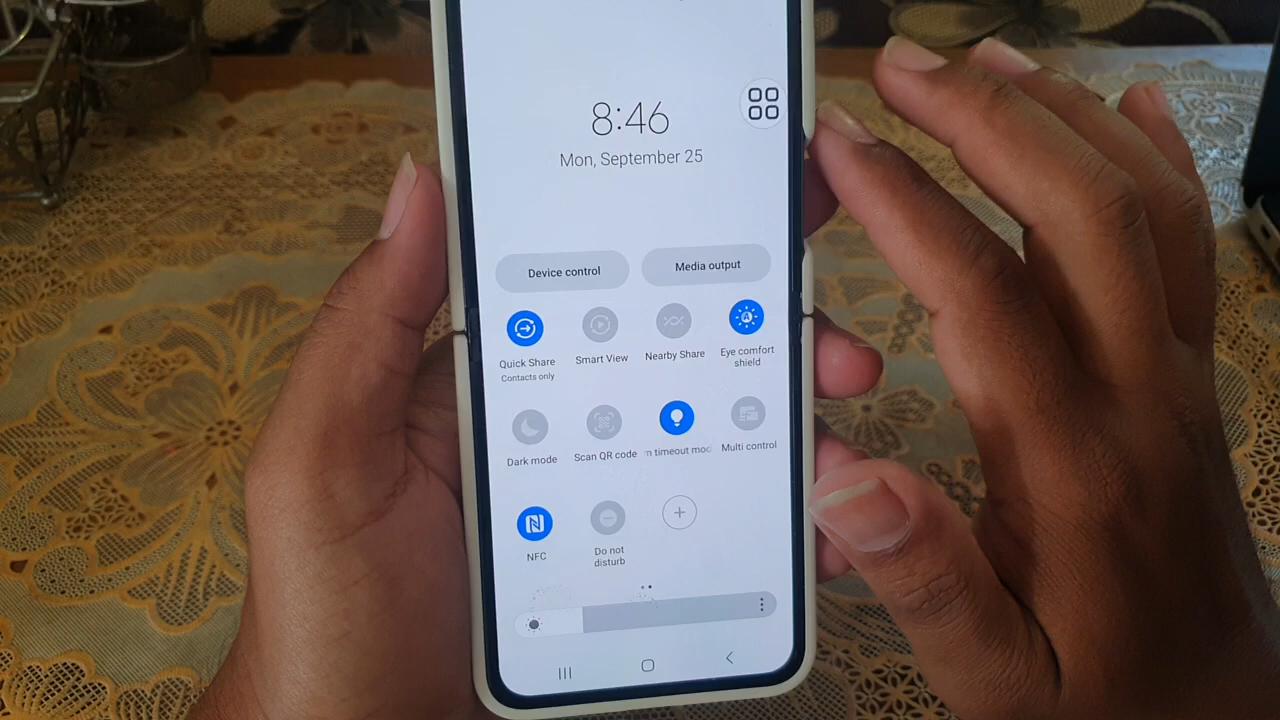 8:46
Mon, September 25
Device control
Media output
Quick Share
Contacts only
Smart View
Nearby Share
Eye comfort
shield
Dark mode
Scan QR code
timeout
Multi control
NFC
Do not
disturb